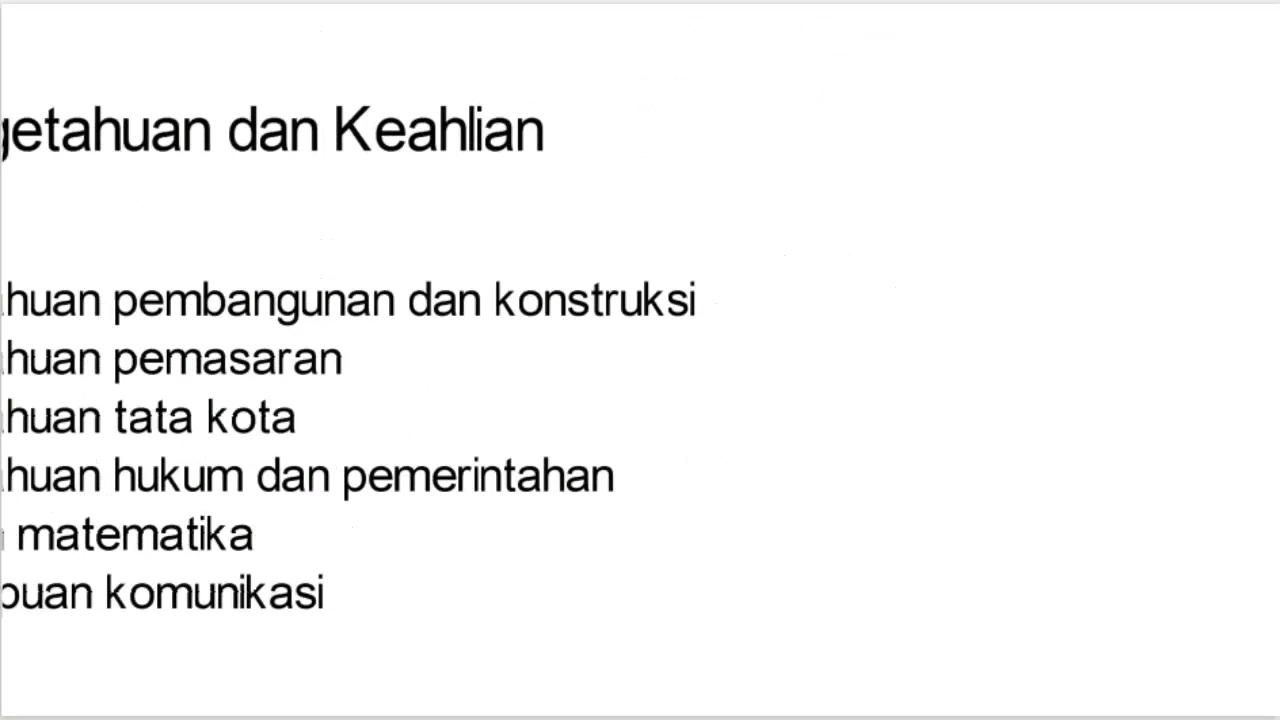 getahuan dan Keahlian
huan pembangunan dan konstruksi
huan pemasaran
huan tata kota
huan hukum dan pemerintahan
matematika
puan komunikasi